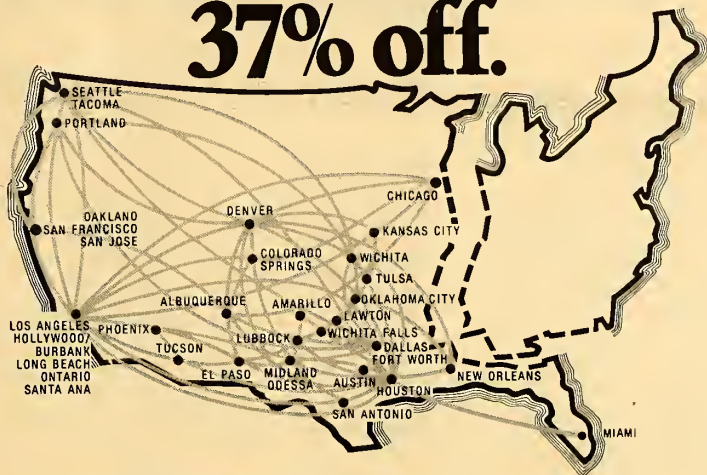 37% off.
SEATTLE
TACOMA
PORTLAND
CHICAGO
OAKLAND
SAN FRANCISCO
SAN JOSE
DENVER
KANSAS CITY
COLORADO
SPRINGS
WICHITA
TULSA
ALBUQUERQUE
AMARILLO
OKLAHOMA CITY
LAWTON
LOS ANGELES
HOLLYWOOD/
BURBANK
LONG BEACH
ONTARIO
SANTA ANA
PHOENIX
LUBBOCK
WICHITA FALLS
TUCSON
DALLAS
FORT WORTH
EL PASO
MIDLAND
ODESSA
AUSTIN
HOUSTON
NEW ORLEANS
SAN ANTONIO
MIAMI